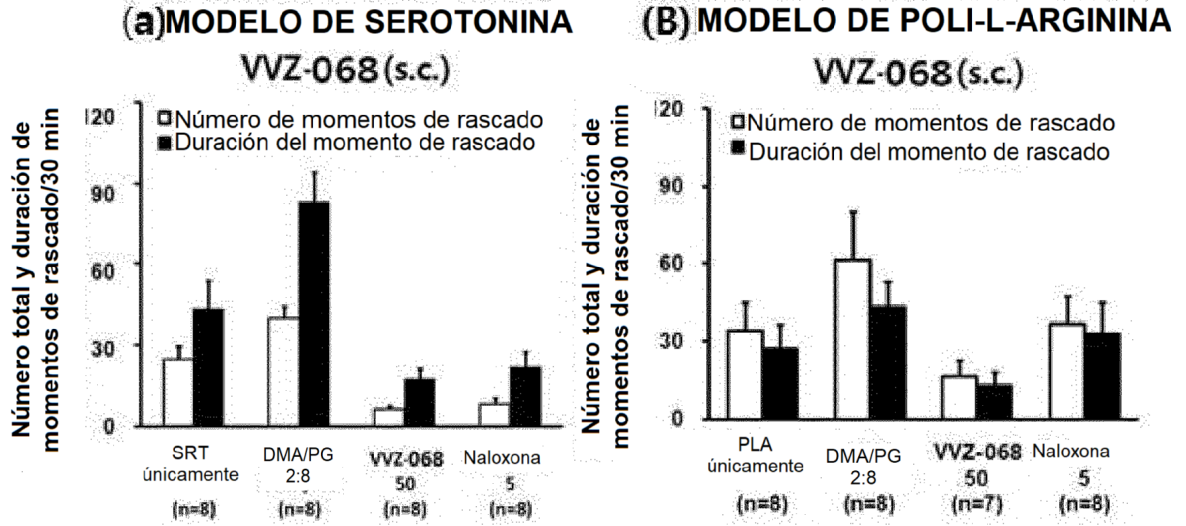 (a) MODELO DE SEROTONINA
VVZ-068 (s.c.)
Número total y duración de
momentos de rascado/30 min
120
90
60
30
0
Número de momentos de rascado
Duración del momento de rascado
SRT
únicamente
(n=8)
DMA/PG
2:8
(n=8)
VVZ-068
50
(n=8)
Naloxona
5
(n=8)
(B) MODELO DE POLI-L-ARGININA
VVZ-068 (s.c.)
Número total y duración de
momentos de rascado/30 min
120
90
60
30
0
Número de momentos de rascado
Duración del momento de rascado
PLA
únicamente
(n=8)
DMA/PG
2:8
(n=8)
VVZ-068
50
(n=7)
Naloxona
5
(n=8)